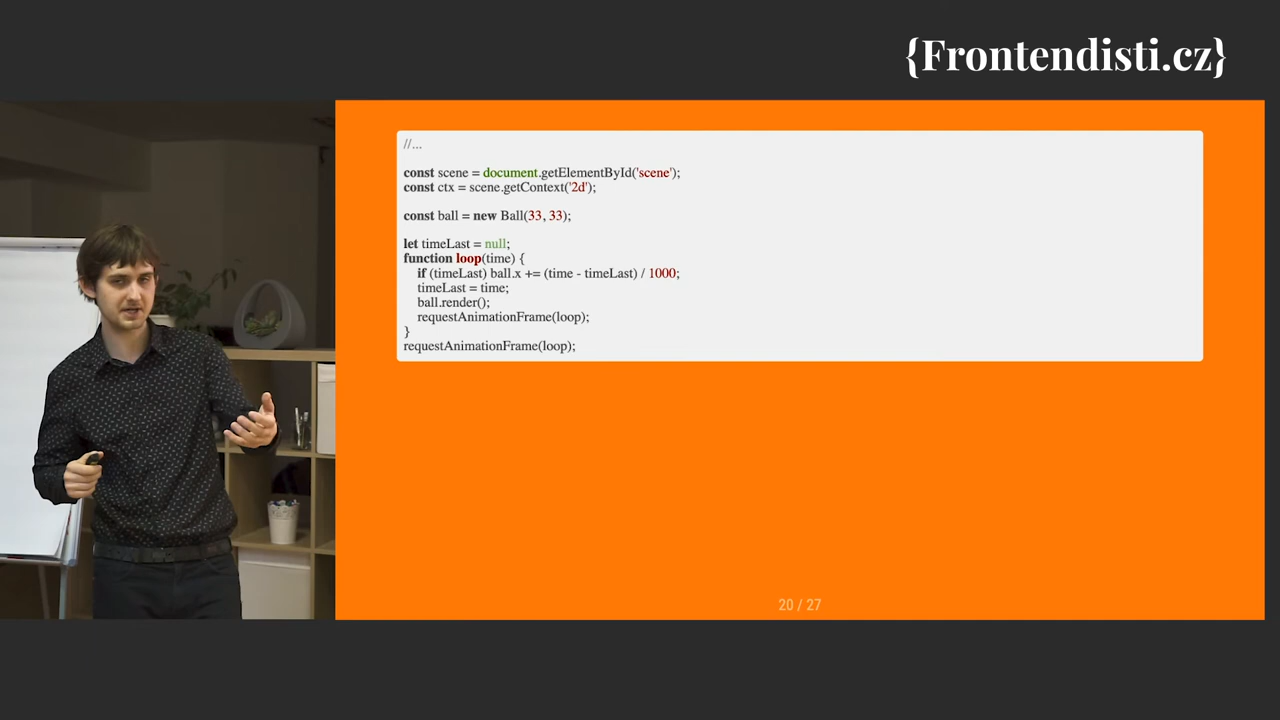 {Frontendisti.cz}
//...
const scene = document.getElementById('scene');
const ctx = scene.getContext('2d');
const ball = new Ball(33, 33);
let timeLast = null;
function loop(time) {
if (timeLast) ball.x += (time - timeLast) / 1000;
timeLast = time;
ball.render();
requestAnimationFrame(loop);
}
requestAnimationFrame(loop);
20 / 27